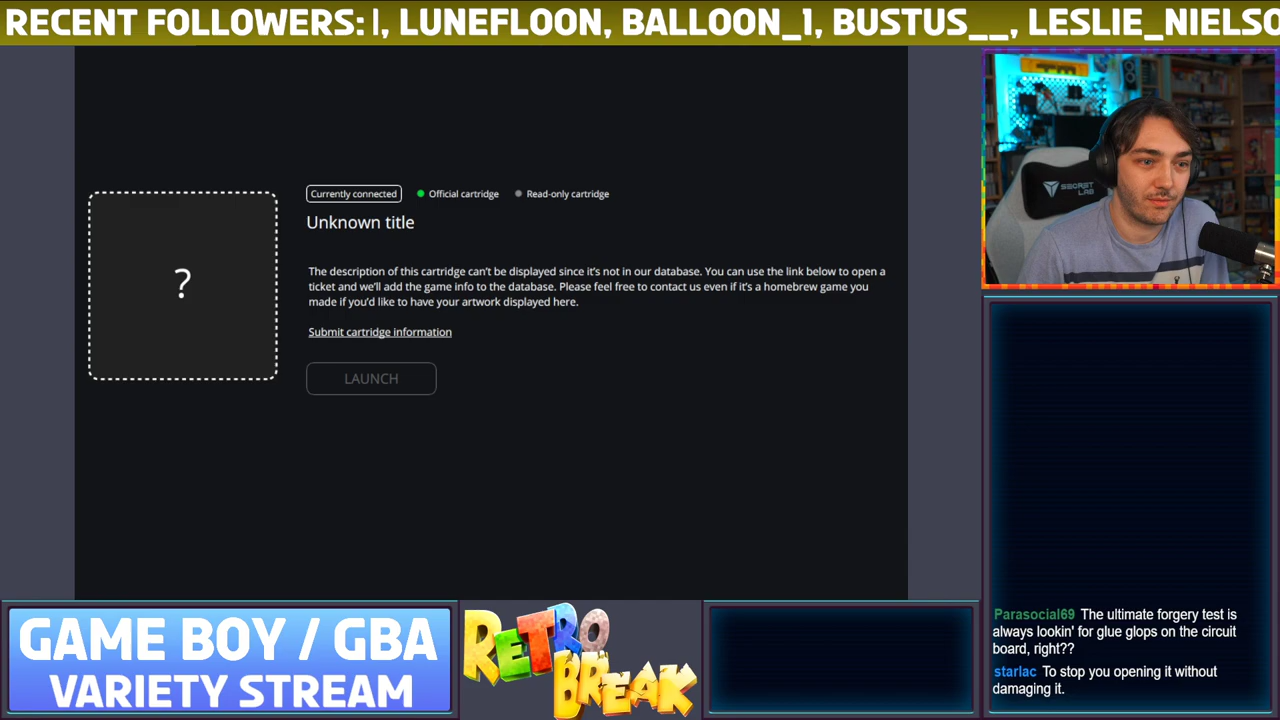 RECENT FOLLOWERS: |, LUNEFLOON, BALLOON_1, BUSTUS__, LESLIE_NIELSO
Currently connected
Official cartridge
Read-only cartridge
Unknown title
?
The description of this cartridge can't be displayed since it's not in our database. You can use the link below to open a
ticket and we'll add the game info to the database. Please feel free to contact us even if it's a homebrew game you
made if you'd like to have your artwork displayed here.
Submit cartridge information
LAUNCH
SECRET
LAB
Parasocial69 The ultimate forgery test is
always lookin' for glue glops on the circuit
board, right??
starlac To stop you opening it without
damaging it.
GAME BOY / GBA
VARIETY STREAM
RETRO
BREAK